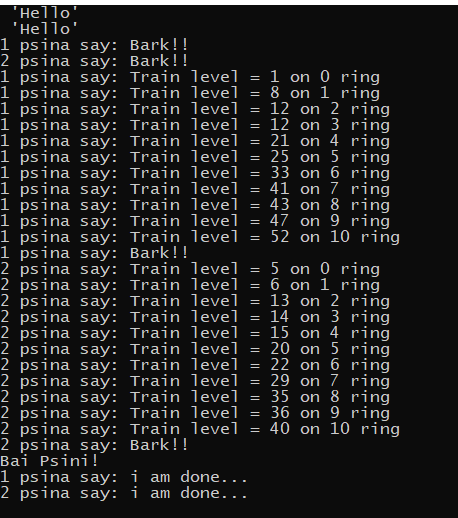 'Hello'
'Hello'
1 psina say: Bark!!
2 psina say: Bark!!
1 psina say: Train level = 1 on 0 ring
1 psina say: Train level = 8 on 1 ring
1 psina say: Train level = 12 on 2 ring
1 psina say: Train level = 12 on 3 ring
1 psina say: Train level = 21 on 4 ring
1 psina say: Train level = 25 on 5 ring
1 psina say: Train level = 33 on 6 ring
1 psina say: Train level = 41 on 7 ring
1 psina say: Train level = 43 on 8 ring
1 psina say: Train level = 47 on 9 ring
1 psina say: Train level = 52 on 10 ring
1 psina say: Bark!!
2 psina say: Train level = 5 on 0 ring
2 psina say: Train level = 6 on 1 ring
2 psina say: Train level = 13 on 2 ring
2 psina say: Train level = 14 on 3 ring
2 psina say: Train level = 15 on 4 ring
2 psina say: Train level = 20 on 5 ring
2 psina say: Train level = 22 on 6 ring
2 psina say: Train level = 29 on 7 ring
2 psina say: Train level = 35 on 8 ring
2 psina say: Train level = 36 on 9 ring
2 psina say: Train level = 40 on 10 ring
2 psina say: Bark!!
Bai Psini!
1 psina say: i am done...
2 psina say: i am done...